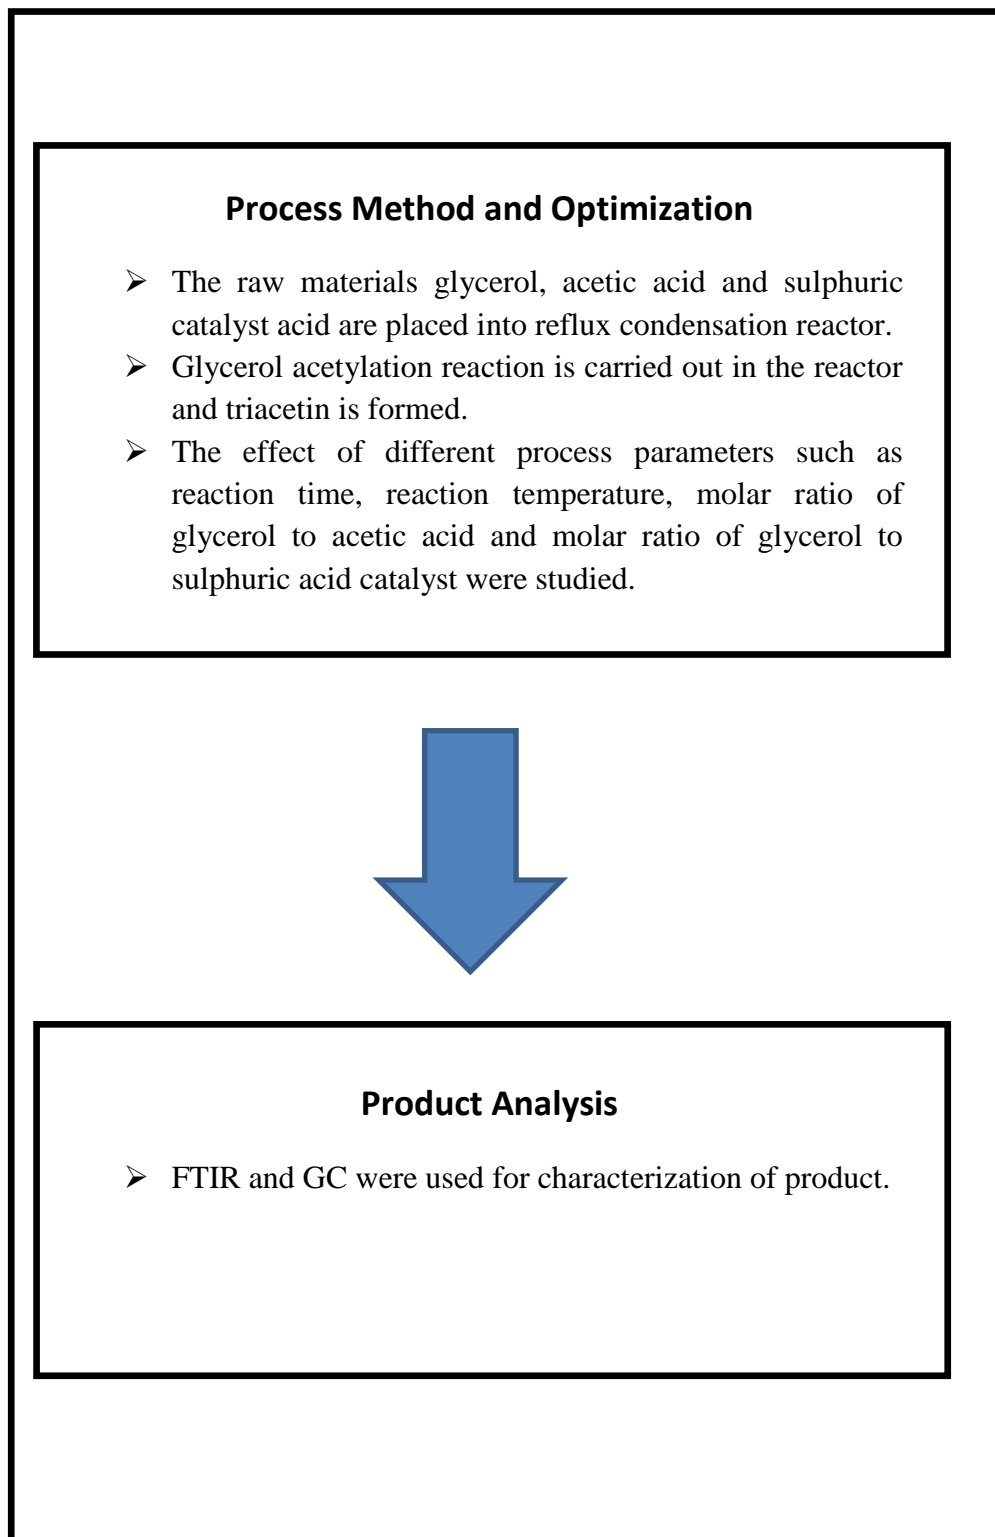 Process Method and Optimization
➢ The raw materials glycerol, acetic acid and sulphuric
catalyst acid are placed into reflux condensation reactor.
➢ Glycerol acetylation reaction is carried out in the reactor
and triacetin is formed.
➢ The effect of different process parameters such as
reaction time, reaction temperature, molar ratio of
glycerol to acetic acid and molar ratio of glycerol to
sulphuric acid catalyst were studied.
Product Analysis
➢ FTIR and GC were used for characterization of product.